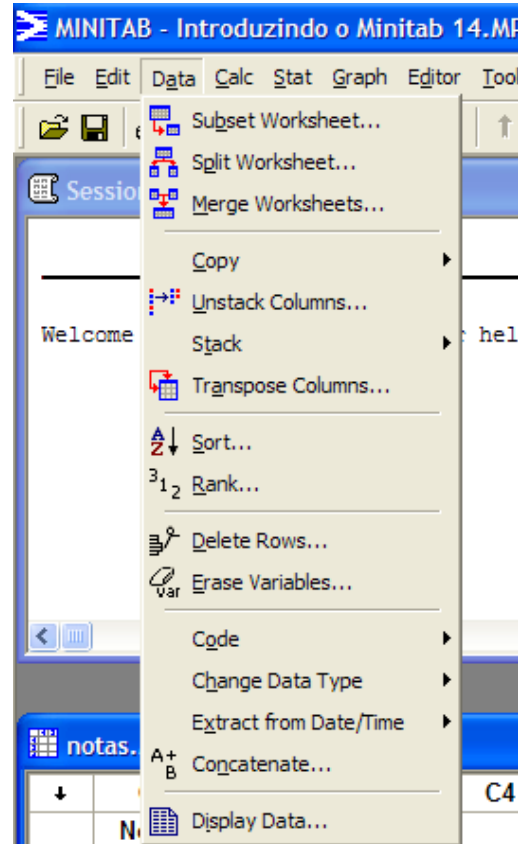 MINITAB - Introduzindo o Minitab 14.MP
File Edit Data Calc Stat Graph Editor Tool
Subset Worksheet...
Split Worksheet...
Sessio
Merge Worksheets...
Copy
Unstack Columns...
Welcome hel
Stack
Transpose Columns...
Sort...
Rank...
Delete Rows...
Erase Variables...
Code
Change Data Type
Extract from Date/Time
notas.
Concatenate...
C4
Display Data...